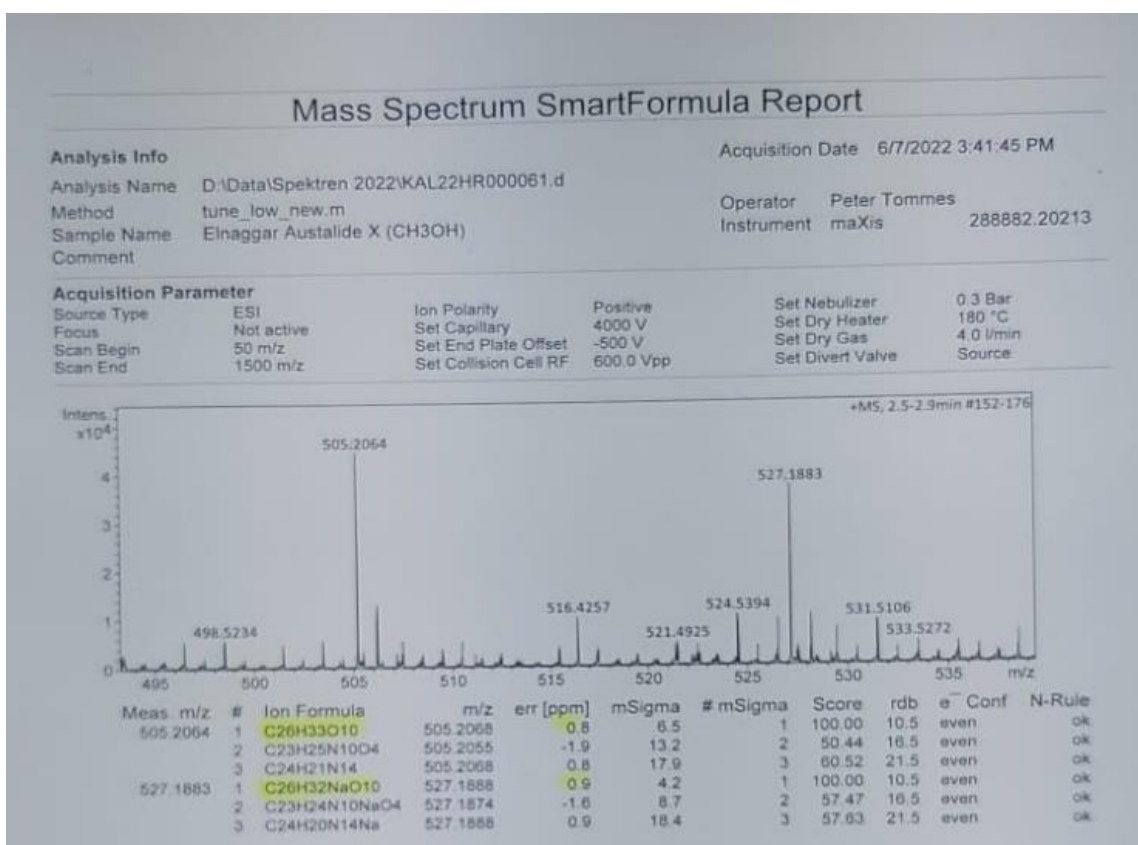 Mass Spectrum SmartFormula Report
Analysis Info Acquisition Date 6/7/2022 3:41:45 PM
Analysis Name D:\Data\Spektren 2022\KAL22HR000061.d
Method tune_low_new.m Operator Peter Tommes
Sample Name Elnaggar Austalide X (CH3OH) Instrument maXis 288882.20213
Comment
Acquisition Parameter
Source Type ESI Ion Polarity Positive Set Nebulizer 0.3 Bar
Focus Not active Set Capillary 4000 V Set Dry Heater 180 °C
Scan Begin 50 m/z Set End Plate Offset -500 V Set Dry Gas 4.0 l/min
Scan End 1500 m/z Set Collision Cell RF 600.0 Vpp Set Divert Valve Source
Intens. +MS, 2.5-2.9min #152-176
x10⁴
505.2064
4 527.1883
3
2
516.4257 524.5394 531.5106
1
498.5234 521.4925 533.5272
0
495 500 505 510 515 520 525 530 535 m/z
Meas. m/z # Ion Formula m/z err [ppm] mSigma # mSigma Score rdb e⁻ Conf N-Rule
505.2064 1 C26H33O10 505.2068 0.8 6.5 1 100.00 10.5 even ok
2 C23H25N10O4 505.2055 -1.9 13.2 2 50.44 16.5 even ok
3 C24H21N14 505.2068 0.8 17.9 3 60.52 21.5 even ok
527.1883 1 C26H32NaO10 527.1888 0.9 4.2 1 100.00 10.5 even ok
2 C23H24N10NaO4 527.1874 -1.6 8.7 2 57.47 16.5 even ok
3 C24H20N14Na 527.1888 0.9 18.4 3 57.63 21.5 even ok